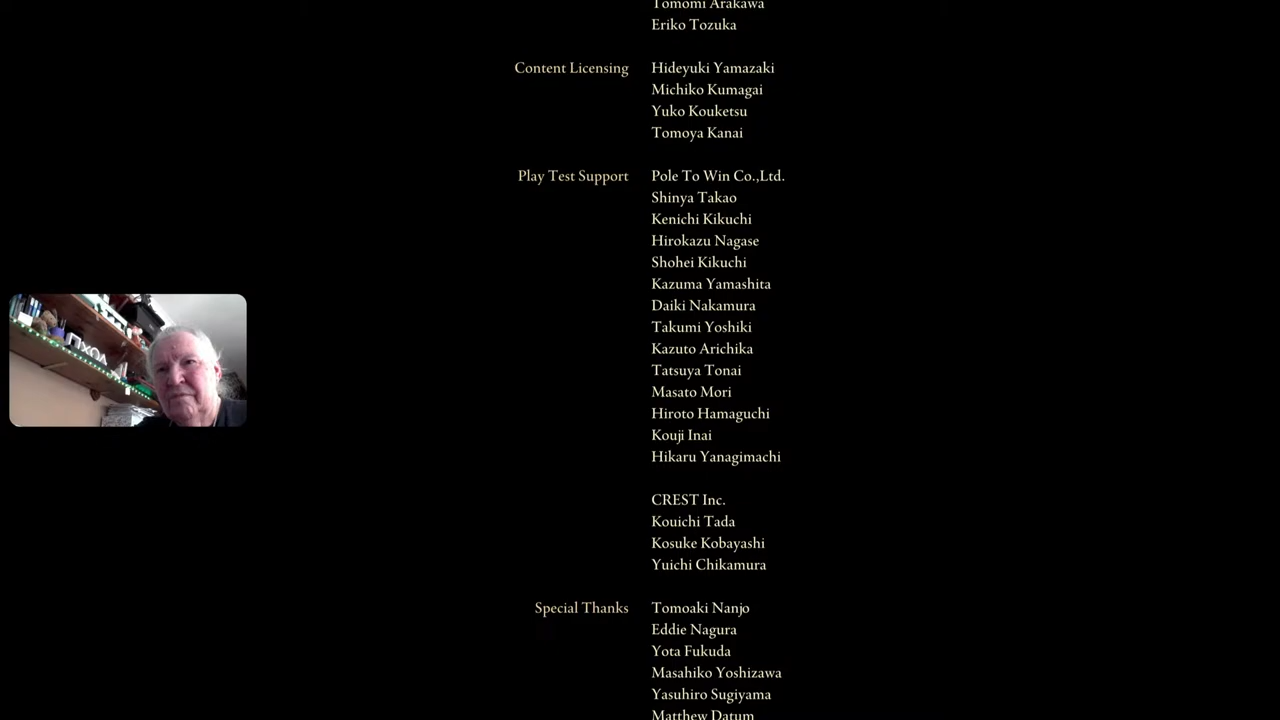 Tomomi Arakawa
Eriko Tozuka
Content Licensing Hideyuki Yamazaki
Michiko Kumagai
Yuko Kouketsu
Tomoya Kanai
Play Test Support Pole To Win Co.,Ltd.
Shinya Takao
Kenichi Kikuchi
Hirokazu Nagase
Shohei Kikuchi
Kazuma Yamashita
Daiki Nakamura
Takumi Yoshiki
Kazuto Arichika
Tatsuya Tonai
Masato Mori
Hiroto Hamaguchi
Kouji Inai
Hikaru Yanagimachi
CREST Inc.
Kouichi Tada
Kosuke Kobayashi
Yuichi Chikamura
Special Thanks Tomoaki Nanjo
Eddie Nagura
Yota Fukuda
Masahiko Yoshizawa
Yasuhiro Sugiyama
Matthew Datum